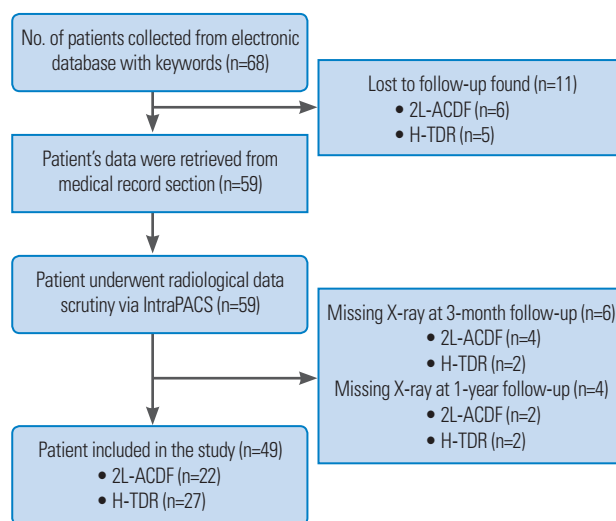 No. of patients collected from electronic
database with keywords (n=68)
Lost to follow-up found (n=11)
• 2L-ACDF (n=6)
• H-TDR (n=5)
Patient's data were retrieved from
medical record section (n=59)
Patient underwent radiological data
scrutiny via IntraPACS (n=59)
Missing X-ray at 3-month follow-up (n=6)
• 2L-ACDF (n=4)
• H-TDR (n=2)
Missing X-ray at 1-year follow-up (n=4)
• 2L-ACDF (n=2)
• H-TDR (n=2)
Patient included in the study (n=49)
• 2L-ACDF (n=22)
• H-TDR (n=27)